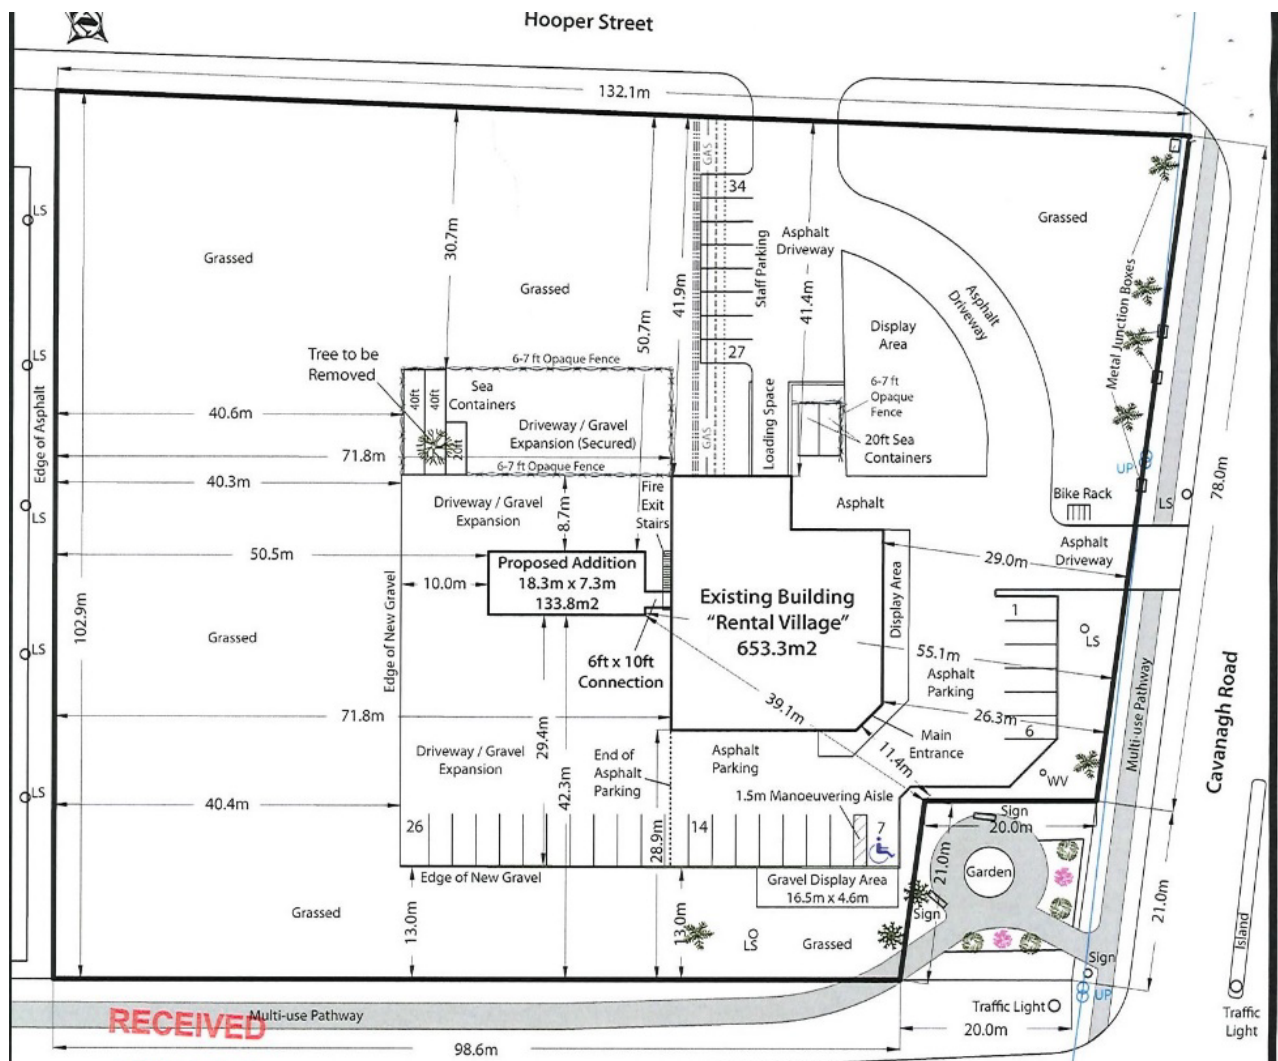 Hooper Street
132.1m
GAS
34
Grassed
LS
Grassed
30.7m
Grassed
50.7m
41.9m
Staff Parking
Asphalt
Driveway
41.4m
Asphalt
Driveway
Metal Junction Boxes
Display
Area
27
Tree to be
Removed
6-7 ft Opaque Fence
LS
40ft
40ft
Sea
Containers
6-7 ft
Opaque
Fence
40.6m
Edge of Asphalt
Driveway / Gravel
Expansion (Secured)
20ft
GAS
Loading Space
20ft Sea
Containers
71.8m
6-7 ft Opaque Fence
UP
78.0m
40.3m
Fire
Exit
Stairs
Driveway / Gravel
Expansion
8.7m
Asphalt
Bike Rack
LS
LS
50.5m
Asphalt
Driveway
29.0m
10.0m
Proposed Addition
18.3m x 7.3m
133.8m2
Existing Building
"Rental Village"
653.3m2
Display Area
1
102.9m
Grassed
Edge of New Gravel
LS
LS
55.1m
6ft x 10ft
Connection
Asphalt
Parking
39.1m
Multi-use Pathway
Cavanagh Road
71.8m
26.3m
29.4m
6
Main
Entrance
Driveway / Gravel
Expansion
End of
Asphalt
Parking
Asphalt
Parking
11.4m
WV
LS
42.3m
40.4m
1.5m Manoeuvering Aisle
Sign
20.0m
26
28.9m
14
7
21.0m
Garden
Edge of New Gravel
Gravel Display Area
16.5m x 4.6m
21.0m
Grassed
13.0m
13.0m
LS
Grassed
Sign
Island
Sign
UP
Traffic Light
Traffic
Light
Multi-use Pathway
RECEIVED
20.0m
98.6m